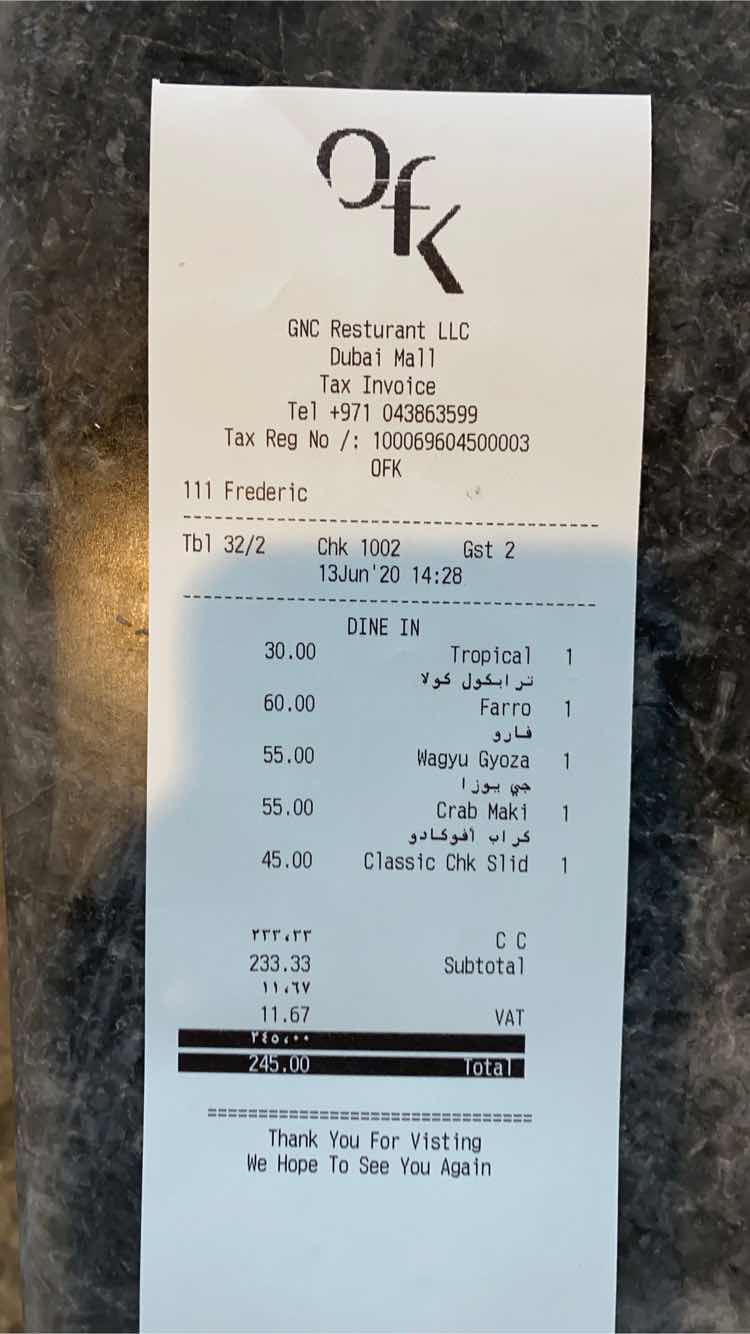 OfK
GNC Resturant LLC
Dubai Mall
Tax Invoice
Tel +971 043863599
Tax Reg No /: 100069604500003
OFK
111 Frederic
Tbl 32/2 Chk 1002 Gst 2
13Jun'20 14:28
DINE IN
30.00 Tropical 1
ترابكول كولا
60.00 Farro 1
فارو
55.00 Wagyu Gyoza 1
جي يوزا
55.00 Crab Maki 1
كراب أفوكادو
45.00 Classic Chk Slid 1
٢٣٣،٣٣ C C
233.33 Subtotal
١١،٦٧
11.67 VAT
٢٤٥،٠٠
245.00 Total
Thank You For Visting
We Hope To See You Again